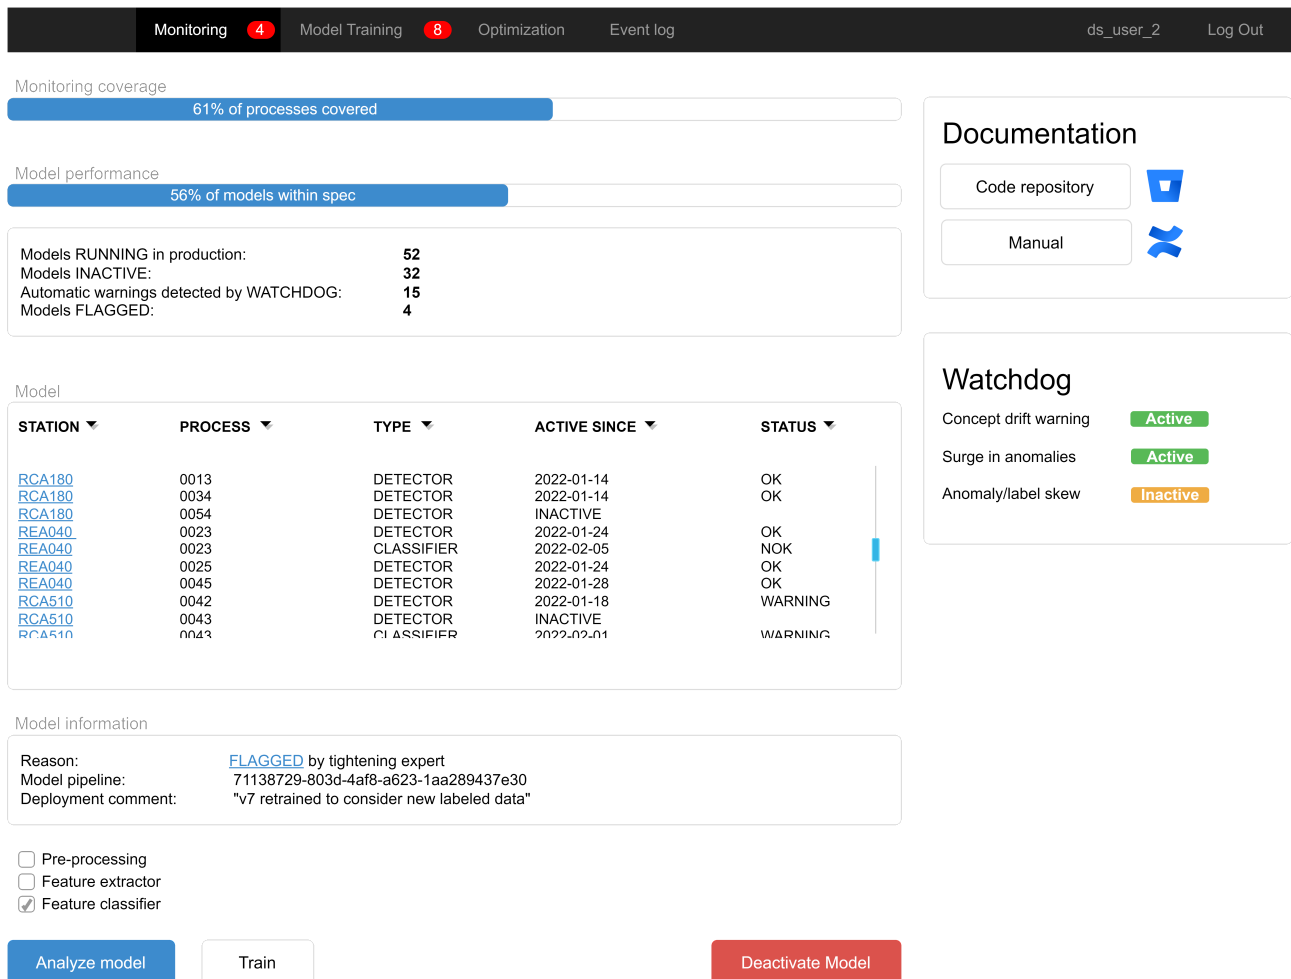 Monitoring 4 Model Training 8 Optimization Event log ds_user_2 Log Out
Monitoring coverage
61% of processes covered
Model performance
56% of models within spec
Models RUNNING in production: 52
Models INACTIVE: 32
Automatic warnings detected by WATCHDOG: 15
Models FLAGGED: 4
Model
STATION PROCESS TYPE ACTIVE SINCE STATUS
RCA180 0013 DETECTOR 2022-01-14 OK
RCA180 0034 DETECTOR 2022-01-14 OK
RCA180 0054 DETECTOR INACTIVE
REA040 0023 DETECTOR 2022-01-24 OK
REA040 0023 CLASSIFIER 2022-02-05 NOK
REA040 0025 DETECTOR 2022-01-24 OK
REA040 0045 DETECTOR 2022-01-28 OK
RCA510 0042 DETECTOR 2022-01-18 WARNING
RCA510 0043 DETECTOR INACTIVE
RCA510 0043 CLASSIFIER 2022-02-01 WARNING
Model information
Reason: FLAGGED by tightening expert
Model pipeline: 71138729-803d-4af8-a623-1aa289437e30
Deployment comment: "v7 retrained to consider new labeled data"
Pre-processing
Feature extractor
Feature classifier
Analyze model Train Deactivate Model
Documentation
Code repository
Manual
Watchdog
Concept drift warning Active
Surge in anomalies Active
Anomaly/label skew Inactive